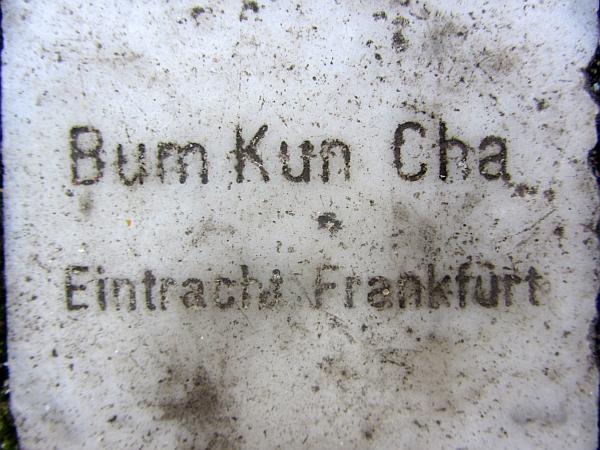 Bum Kun Cha
Eintracht Frankfurt